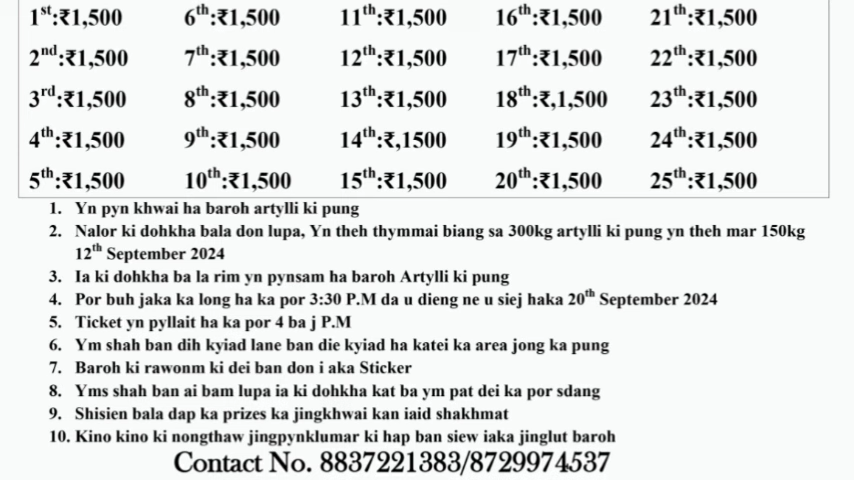 1st:₹1,500 6th:₹1,500 11th:₹1,500 16th:₹1,500 21th:₹1,500
2nd:₹1,500 7th:₹1,500 12th:₹1,500 17th:₹1,500 22th:₹1,500
3rd:₹1,500 8th:₹1,500 13th:₹1,500 18th:₹,1,500 23th:₹1,500
4th:₹1,500 9th:₹1,500 14th:₹,1500 19th:₹1,500 24th:₹1,500
5th:₹1,500 10th:₹1,500 15th:₹1,500 20th:₹1,500 25th:₹1,500
1. Yn pyn khwai ha baroh artylli ki pung
2. Nalor ki dohkha bala don lupa, Yn theh thymmai biang sa 300kg artylli ki pung yn theh mar 150kg
12th September 2024
3. Ia ki dohkha ba la rim yn pynsam ha baroh Artylli ki pung
4. Por buh jaka ka long ha ka por 3:30 P.M da u dieng ne u siej haka 20th September 2024
5. Ticket yn pyllait ha ka por 4 ba j P.M
6. Ym shah ban dih kyiad lane ban die kyiad ha katei ka area jong ka pung
7. Baroh ki rawonm ki dei ban don i aka Sticker
8. Yms shah ban ai bam lupa ia ki dohkha kat ba ym pat dei ka por sdang
9. Shisien bala dap ka prizes ka jingkhwai kan iaid shakhmat
10. Kino kino ki nongthaw jingpynklumar ki hap ban siew iaka jinglut baroh
Contact No. 8837221383/8729974537